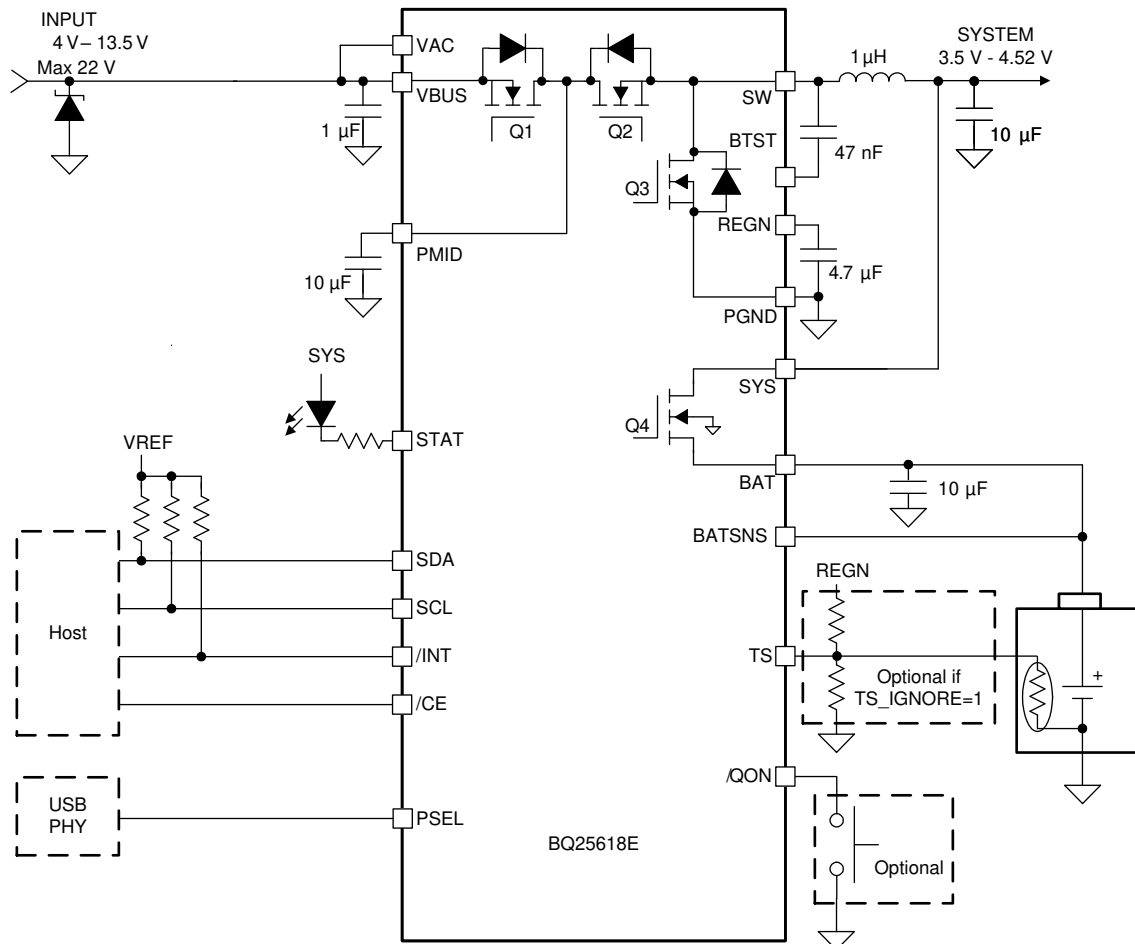 INPUT
4 V – 13.5 V
Max 22 V
VAC
VBUS
1 µF
Q1
Q2
SW
1 µH
SYSTEM
3.5 V - 4.52 V
10 µF
BTST
47 nF
Q3
REGN
4.7 µF
PGND
PMID
10 µF
SYS
SYS
STAT
Q4
BAT
10 µF
VREF
BATSNS
Host
SDA
SCL
/INT
/CE
REGN
TS
Optional if
TS_IGNORE=1
+
/QON
USB
PHY
PSEL
BQ25618E
Optional